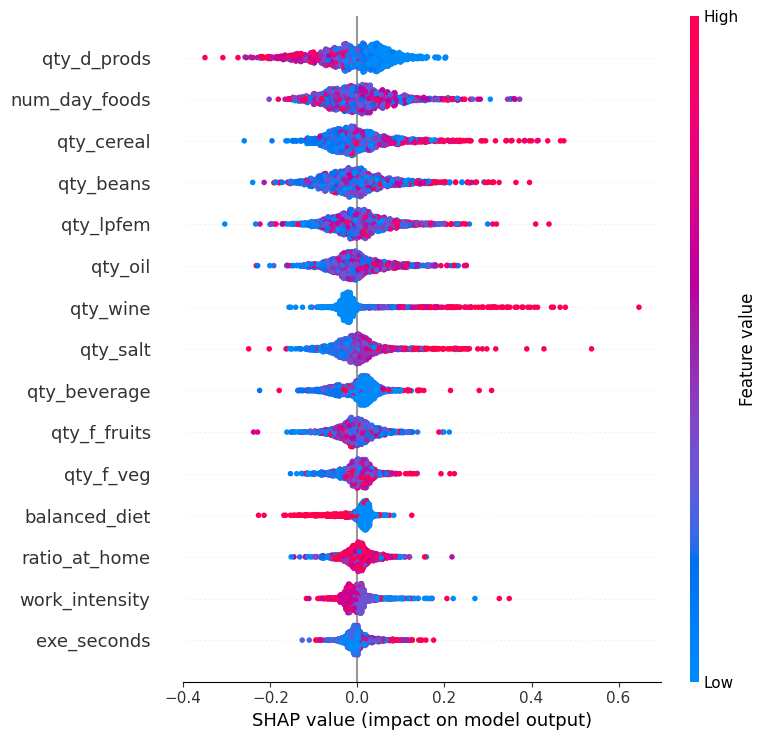 High
qty_d_prods
num_day_foods
qty_cereal
qty_beans
qty_lpfem
qty_oil
qty_wine
qty_salt
qty_beverage
qty_f_fruits
qty_f_veg
balanced_diet
ratio_at_home
work_intensity
exe_seconds
Feature value
Low
−0.4 −0.2 0.0 0.2 0.4 0.6
SHAP value (impact on model output)